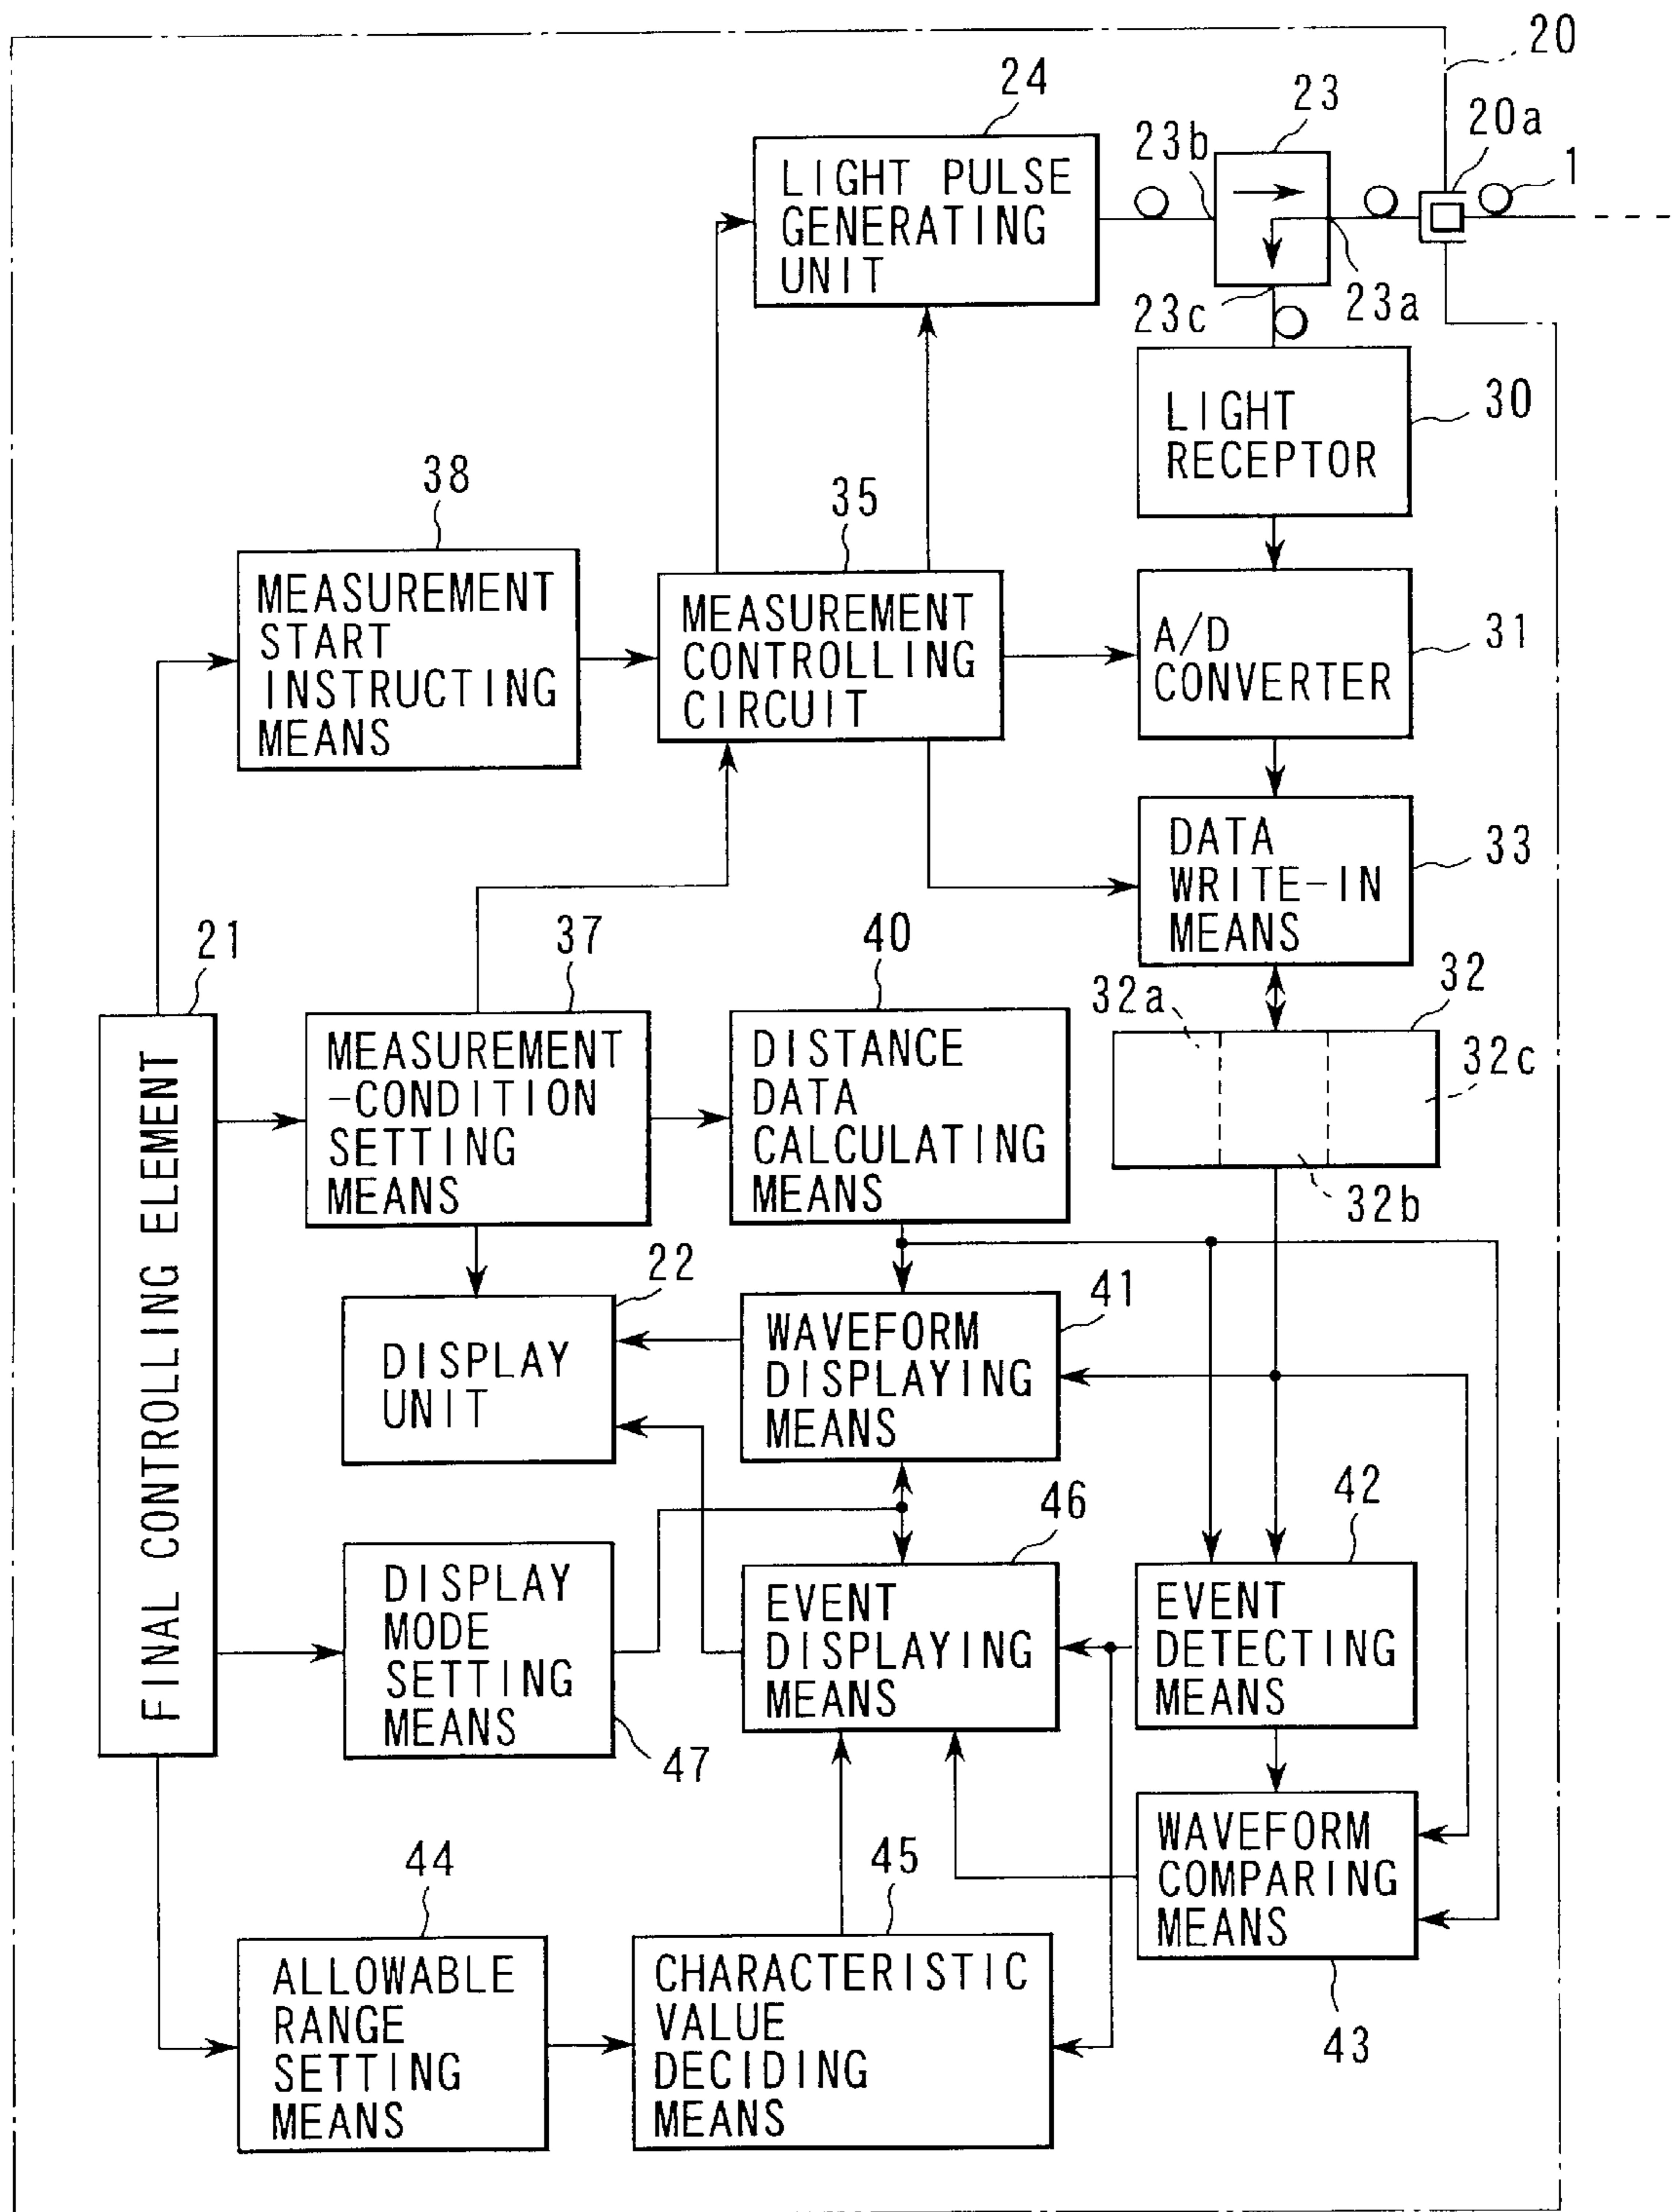 20
24
23
20a
23b
1
LIGHT PULSE
GENERATING
UNIT
23c
23a
LIGHT
RECEPTOR
30
38
35
MEASUREMENT
START
INSTRUCTING
MEANS
MEASUREMENT
CONTROLLING
CIRCUIT
A/D
CONVERTER
31
DATA
WRITE-IN
MEANS
33
21
37
40
32a
32
32c
32b
FINAL CONTROLLING ELEMENT
MEASUREMENT
-CONDITION
SETTING
MEANS
DISTANCE
DATA
CALCULATING
MEANS
22
41
DISPLAY
UNIT
WAVEFORM
DISPLAYING
MEANS
46
42
DISPLAY
MODE
SETTING
MEANS
47
EVENT
DISPLAYING
MEANS
EVENT
DETECTING
MEANS
44
45
WAVEFORM
COMPARING
MEANS
43
ALLOWABLE
RANGE
SETTING
MEANS
CHARACTERISTIC
VALUE
DECIDING
MEANS